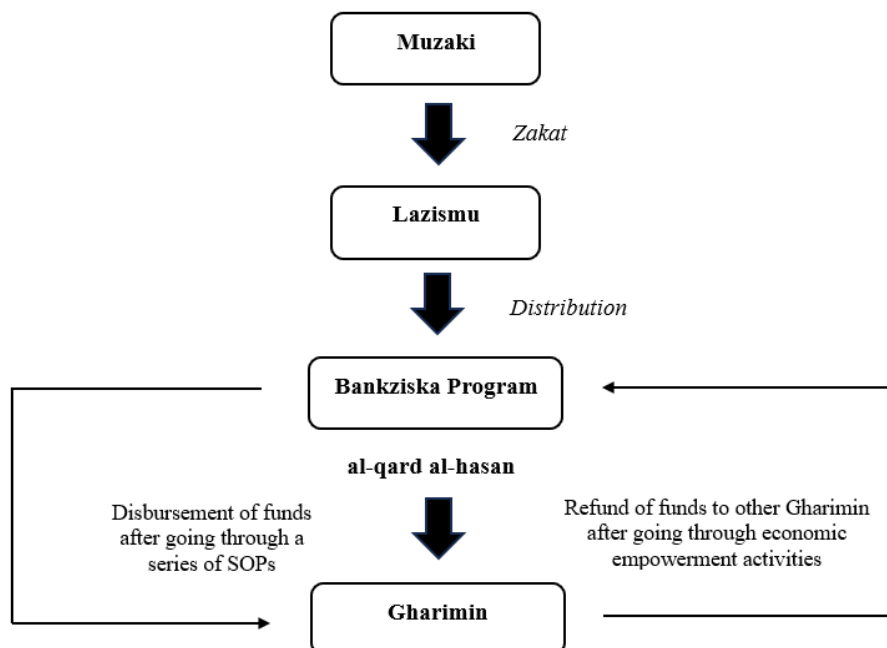 Muzaki
Zakat
Lazismu
Distribution
Bankziska Program
al-qard al-hasan
Disbursement of funds
after going through a
series of SOPs
Refund of funds to other Gharimin
after going through economic
empowerment activities
Gharimin